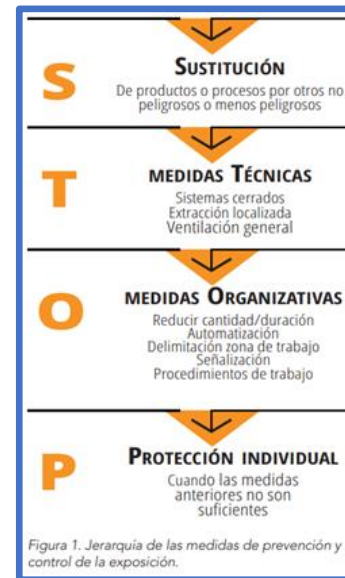 S
SUSTITUCIÓN
De productos o procesos por otros no
peligrosos o menos peligrosos
T
MEDIDAS TÉCNICAS
Sistemas cerrados
Extracción localizada
Ventilación general
O
MEDIDAS ORGANIZATIVAS
Reducir cantidad/duración
Automatización
Delimitación zona de trabajo
Señalización
Procedimientos de trabajo
P
PROTECCIÓN INDIVIDUAL
Cuando las medidas
anteriores no son
suficientes
Figura 1. Jerarquía de las medidas de prevención y
control de la exposición.